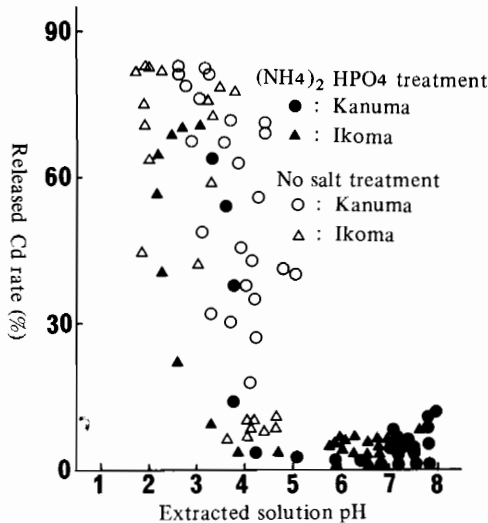 90
60
30
0
Released Cd rate (%)
(NH4)2 HPO4 treatment
● : Kanuma
▲ : Ikoma
No salt treatment
○ : Kanuma
△ : Ikoma
1 2 3 4 5 6 7 8
Extracted solution pH